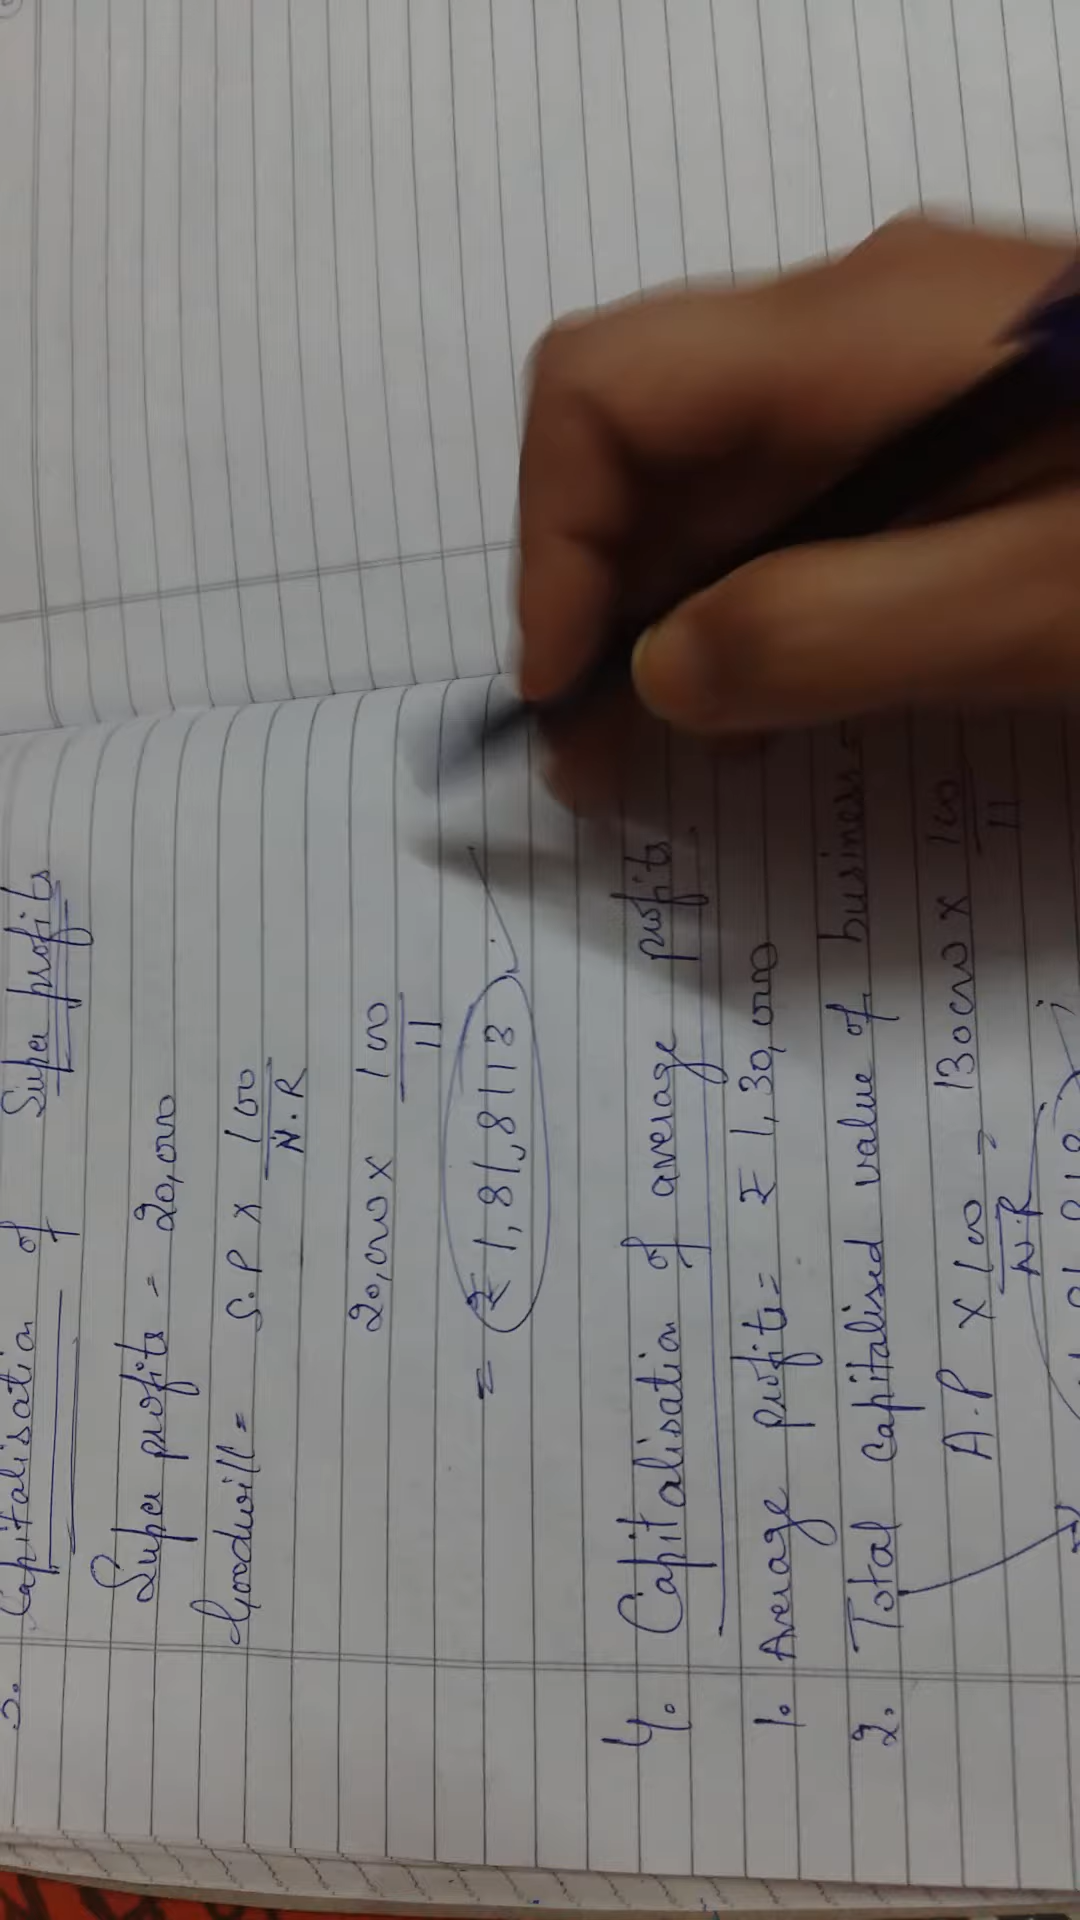 Capitalisation of Super profits
Super profits = 20,000
Goodwill = S.P X 100
N.R
20,000 X 100
11
= ₹ 1,81,8113
4. Capitalisation of average profits
1. Average profits = ₹ 1,30,000
2. Total capitalised value of business =
A.P X 100 = 130000 X 100
N.R 11